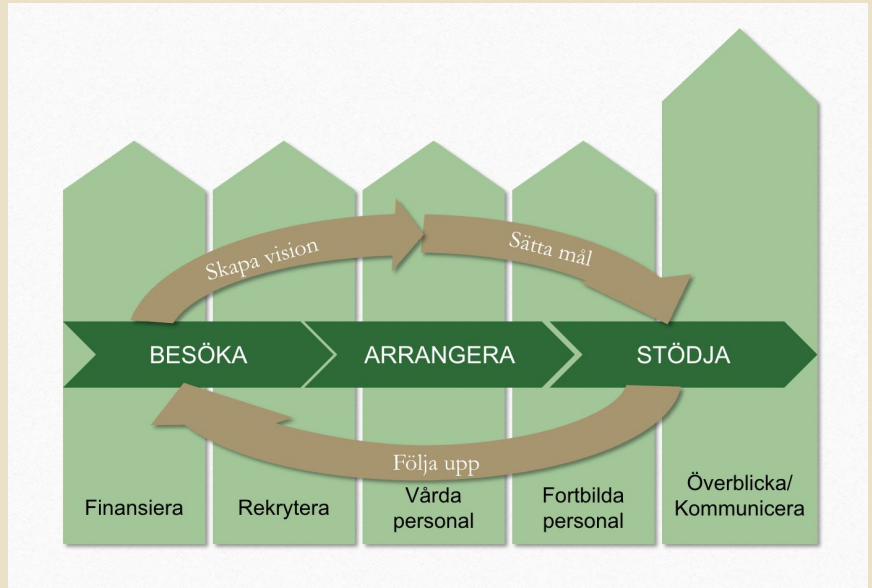 Skapa vision
Sätta mål
BESÖKA
ARRANGERA
STÖDJA
Följa upp
Finansiera
Rekrytera
Vårda
personal
Fortbilda
personal
Överblicka/
Kommunicera